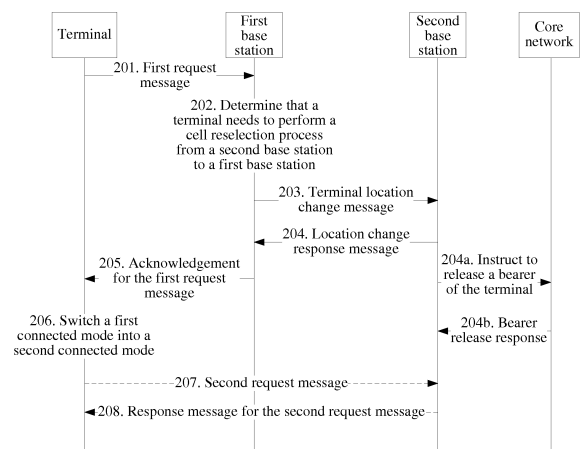 Terminal
First
base
station
Second
base
station
Core
network
201. First request
message
202. Determine that a
terminal needs to perform a
cell reselection process
from a second base station
to a first base station
203. Terminal location
change message
204. Location change
response message
205. Acknowledgement
for the first request
message
204a. Instruct to
release a bearer
of the terminal
206. Switch a first
connected mode into a
second connected mode
204b. Bearer
release response
207. Second request message
208. Response message for the second request message